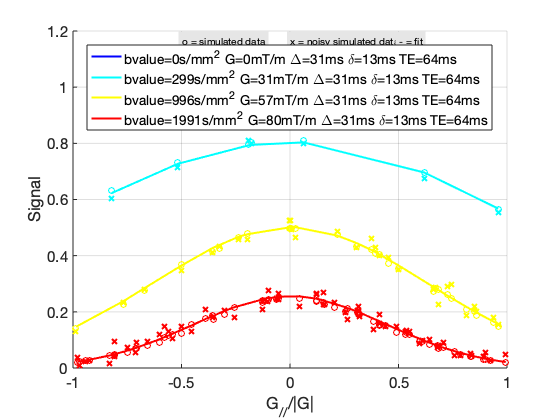 1.2
o = simulated data x = noisy simulated data - = fit
bvalue=0s/mm² G=0mT/m Δ=31ms δ=13ms TE=64ms
bvalue=299s/mm² G=31mT/m Δ=31ms δ=13ms TE=64ms
bvalue=996s/mm² G=57mT/m Δ=31ms δ=13ms TE=64ms
bvalue=1991s/mm² G=80mT/m Δ=31ms δ=13ms TE=64ms
1
0.8
0.6
Signal
0.4
0.2
0
-1 -0.5 0 0.5 1
G///|G|